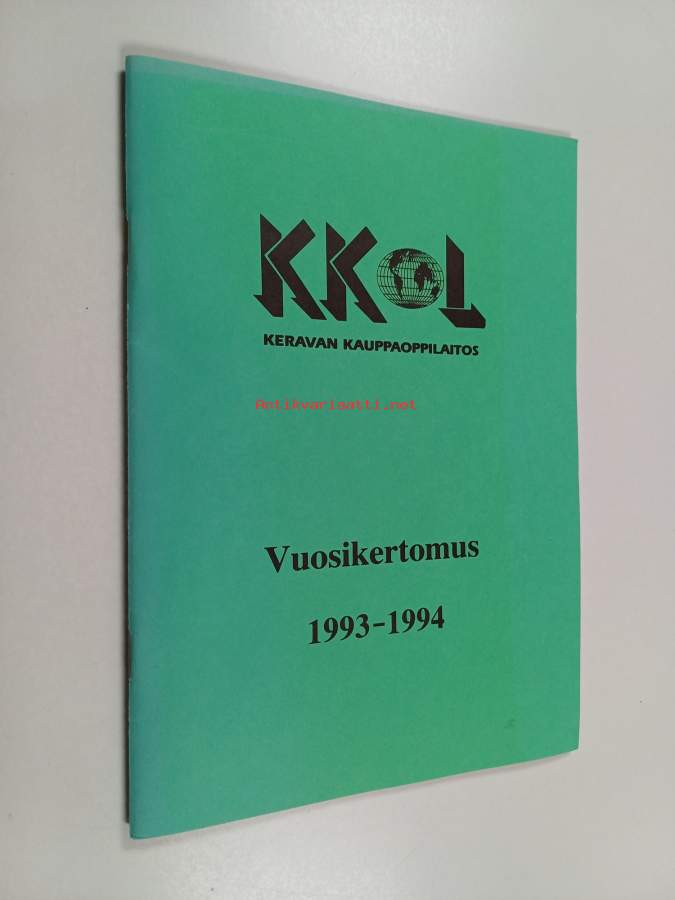 KKOL
KERAVAN KAUPPAOPPILAITOS
Antikvariaatti.net
Vuosikertomus
1993-1994